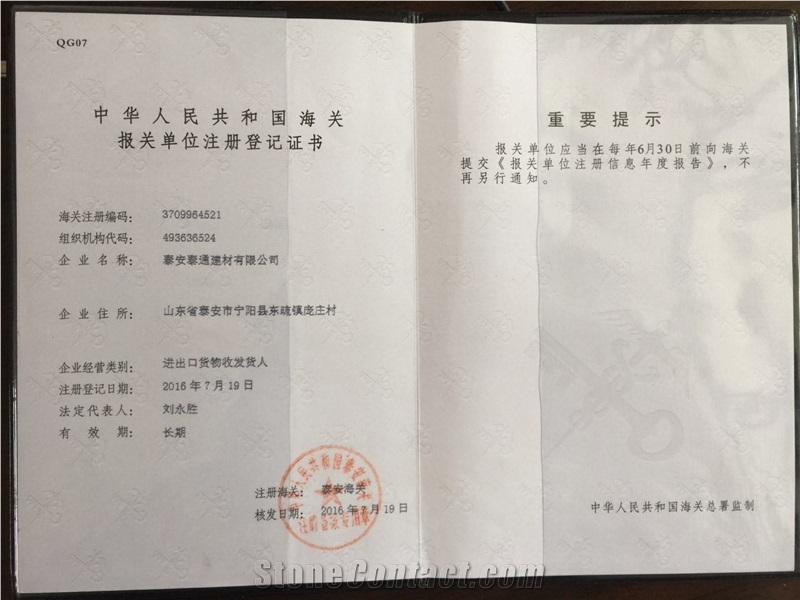 QG07
中华人民共和国海关
报关单位注册登记证书
海关注册编码： 3709964521
组织机构代码： 493636524
企业名称： 泰安泰通建材有限公司
企业住所： 山东省泰安市宁阳县东疏镇庞庄村
企业经营类别： 进出口货物收发货人
注册登记日期： 2016年7月19日
法定代表人： 刘永胜
有效期： 长期
注册海关： 泰安海关
核发日期： 2016年7月19日
重要提示
报关单位应当在每年6月30日前向海关
提交《报关单位注册信息年度报告》，不
再另行通知。
中华人民共和国海关总署监制
StoneContact.com